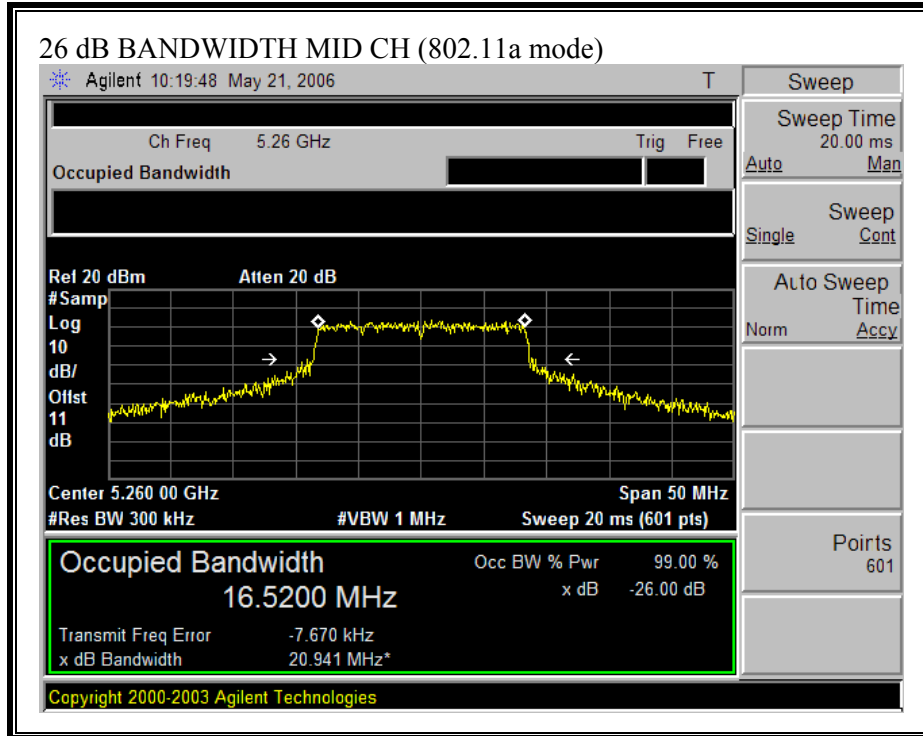 26 dB BANDWIDTH MID CH (802.11a mode)
Agilent 10:19:48 May 21, 2006 T
Ch Freq 5.26 GHz Trig Free
Occupied Bandwidth
Ref 20 dBm Atten 20 dB
#Samp
Log
10
dB/
Offst
11
dB
Center 5.260 00 GHz Span 50 MHz
#Res BW 300 kHz #VBW 1 MHz Sweep 20 ms (601 pts)
Occupied Bandwidth Occ BW % Pwr 99.00 %
16.5200 MHz x dB -26.00 dB
Transmit Freq Error -7.670 kHz
x dB Bandwidth 20.941 MHz*
Copyright 2000-2003 Agilent Technologies
Sweep
Sweep Time
20.00 ms
Auto Man
Sweep
Single Cont
Auto Sweep
Time
Norm Accy
Points
601